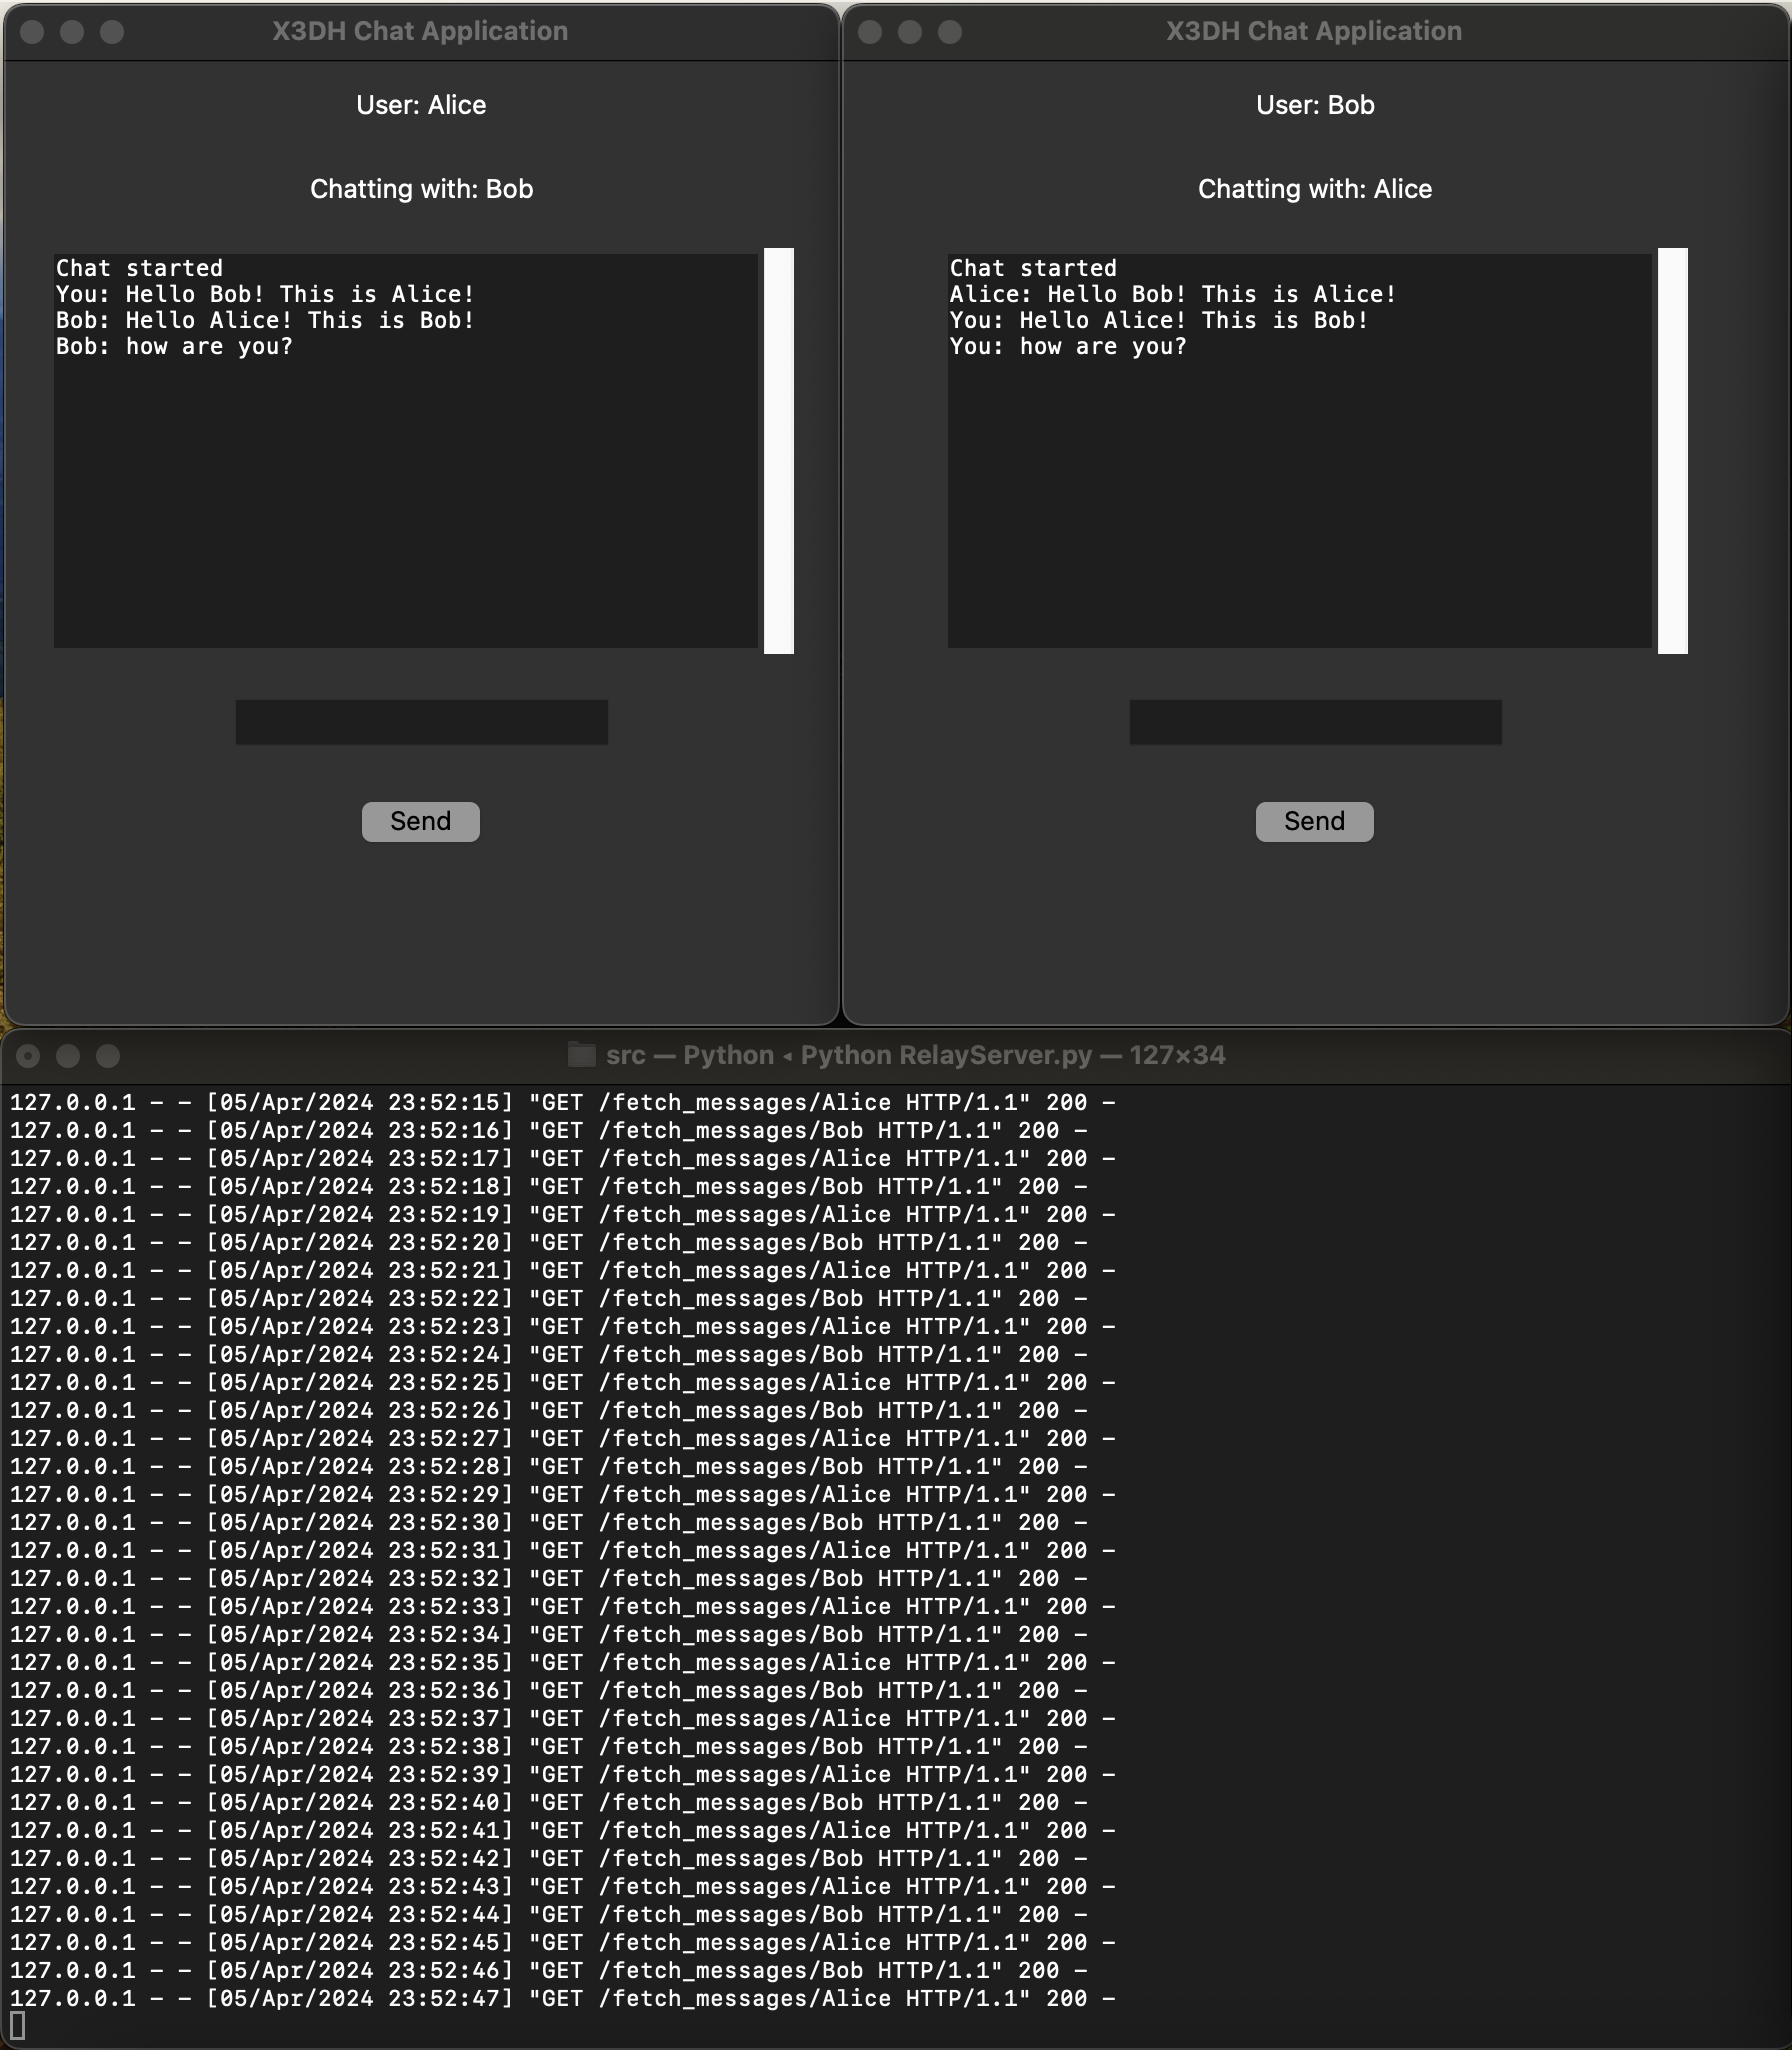 X3DH Chat Application
User: Alice
Chatting with: Bob
Chat started
You: Hello Bob! This is Alice!
Bob: Hello Alice! This is Bob!
Bob: how are you?
Send
X3DH Chat Application
User: Bob
Chatting with: Alice
Chat started
Alice: Hello Bob! This is Alice!
You: Hello Alice! This is Bob!
You: how are you?
Send
src — Python ◂ Python RelayServer.py — 127×34
127.0.0.1 - - [05/Apr/2024 23:52:15] "GET /fetch_messages/Alice HTTP/1.1" 200 -
127.0.0.1 - - [05/Apr/2024 23:52:16] "GET /fetch_messages/Bob HTTP/1.1" 200 -
127.0.0.1 - - [05/Apr/2024 23:52:17] "GET /fetch_messages/Alice HTTP/1.1" 200 -
127.0.0.1 - - [05/Apr/2024 23:52:18] "GET /fetch_messages/Bob HTTP/1.1" 200 -
127.0.0.1 - - [05/Apr/2024 23:52:19] "GET /fetch_messages/Alice HTTP/1.1" 200 -
127.0.0.1 - - [05/Apr/2024 23:52:20] "GET /fetch_messages/Bob HTTP/1.1" 200 -
127.0.0.1 - - [05/Apr/2024 23:52:21] "GET /fetch_messages/Alice HTTP/1.1" 200 -
127.0.0.1 - - [05/Apr/2024 23:52:22] "GET /fetch_messages/Bob HTTP/1.1" 200 -
127.0.0.1 - - [05/Apr/2024 23:52:23] "GET /fetch_messages/Alice HTTP/1.1" 200 -
127.0.0.1 - - [05/Apr/2024 23:52:24] "GET /fetch_messages/Bob HTTP/1.1" 200 -
127.0.0.1 - - [05/Apr/2024 23:52:25] "GET /fetch_messages/Alice HTTP/1.1" 200 -
127.0.0.1 - - [05/Apr/2024 23:52:26] "GET /fetch_messages/Bob HTTP/1.1" 200 -
127.0.0.1 - - [05/Apr/2024 23:52:27] "GET /fetch_messages/Alice HTTP/1.1" 200 -
127.0.0.1 - - [05/Apr/2024 23:52:28] "GET /fetch_messages/Bob HTTP/1.1" 200 -
127.0.0.1 - - [05/Apr/2024 23:52:29] "GET /fetch_messages/Alice HTTP/1.1" 200 -
127.0.0.1 - - [05/Apr/2024 23:52:30] "GET /fetch_messages/Bob HTTP/1.1" 200 -
127.0.0.1 - - [05/Apr/2024 23:52:31] "GET /fetch_messages/Alice HTTP/1.1" 200 -
127.0.0.1 - - [05/Apr/2024 23:52:32] "GET /fetch_messages/Bob HTTP/1.1" 200 -
127.0.0.1 - - [05/Apr/2024 23:52:33] "GET /fetch_messages/Alice HTTP/1.1" 200 -
127.0.0.1 - - [05/Apr/2024 23:52:34] "GET /fetch_messages/Bob HTTP/1.1" 200 -
127.0.0.1 - - [05/Apr/2024 23:52:35] "GET /fetch_messages/Alice HTTP/1.1" 200 -
127.0.0.1 - - [05/Apr/2024 23:52:36] "GET /fetch_messages/Bob HTTP/1.1" 200 -
127.0.0.1 - - [05/Apr/2024 23:52:37] "GET /fetch_messages/Alice HTTP/1.1" 200 -
127.0.0.1 - - [05/Apr/2024 23:52:38] "GET /fetch_messages/Bob HTTP/1.1" 200 -
127.0.0.1 - - [05/Apr/2024 23:52:39] "GET /fetch_messages/Alice HTTP/1.1" 200 -
127.0.0.1 - - [05/Apr/2024 23:52:40] "GET /fetch_messages/Bob HTTP/1.1" 200 -
127.0.0.1 - - [05/Apr/2024 23:52:41] "GET /fetch_messages/Alice HTTP/1.1" 200 -
127.0.0.1 - - [05/Apr/2024 23:52:42] "GET /fetch_messages/Bob HTTP/1.1" 200 -
127.0.0.1 - - [05/Apr/2024 23:52:43] "GET /fetch_messages/Alice HTTP/1.1" 200 -
127.0.0.1 - - [05/Apr/2024 23:52:44] "GET /fetch_messages/Bob HTTP/1.1" 200 -
127.0.0.1 - - [05/Apr/2024 23:52:45] "GET /fetch_messages/Alice HTTP/1.1" 200 -
127.0.0.1 - - [05/Apr/2024 23:52:46] "GET /fetch_messages/Bob HTTP/1.1" 200 -
127.0.0.1 - - [05/Apr/2024 23:52:47] "GET /fetch_messages/Alice HTTP/1.1" 200 -